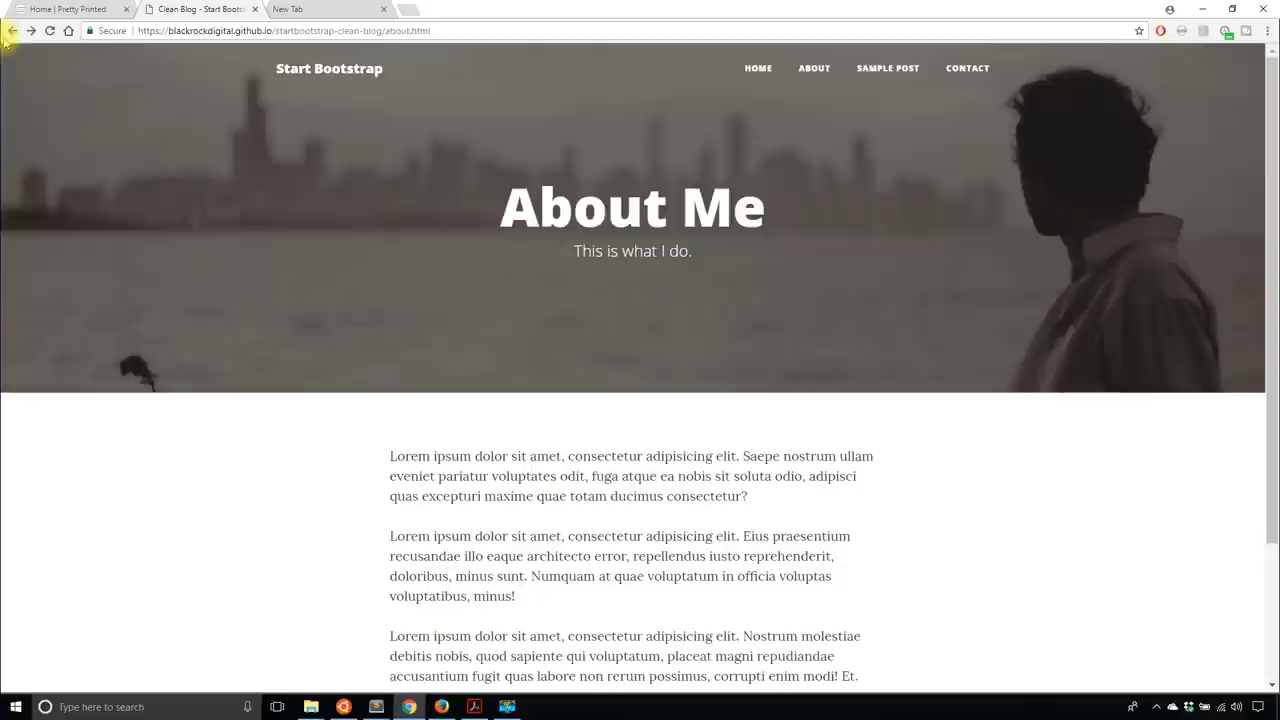 Home | Pretty Printed
Clean Blog - Start Boots
New Tab
Secure
https://blackrockdigital.github.io/startbootstrap-clean-blog/about.html
Start Bootstrap
HOME
ABOUT
SAMPLE POST
CONTACT
About Me
This is what I do.
Lorem ipsum dolor sit amet, consectetur adipisicing elit. Saepe nostrum ullam
eveniet pariatur voluptates odit, fuga atque ea nobis sit soluta odio, adipisci
quas excepturi maxime quae totam ducimus consectetur?
Lorem ipsum dolor sit amet, consectetur adipisicing elit. Eius praesentium
recusandae illo eaque architecto error, repellendus iusto reprehenderit,
doloribus, minus sunt. Numquam at quae voluptatum in officia voluptas
voluptatibus, minus!
Lorem ipsum dolor sit amet, consectetur adipisicing elit. Nostrum molestiae
debitis nobis, quod sapiente qui voluptatum, placeat magni repudiandae
accusantium fugit quas labore non rerum possimus, corrupti enim modi! Et.
Type here to search